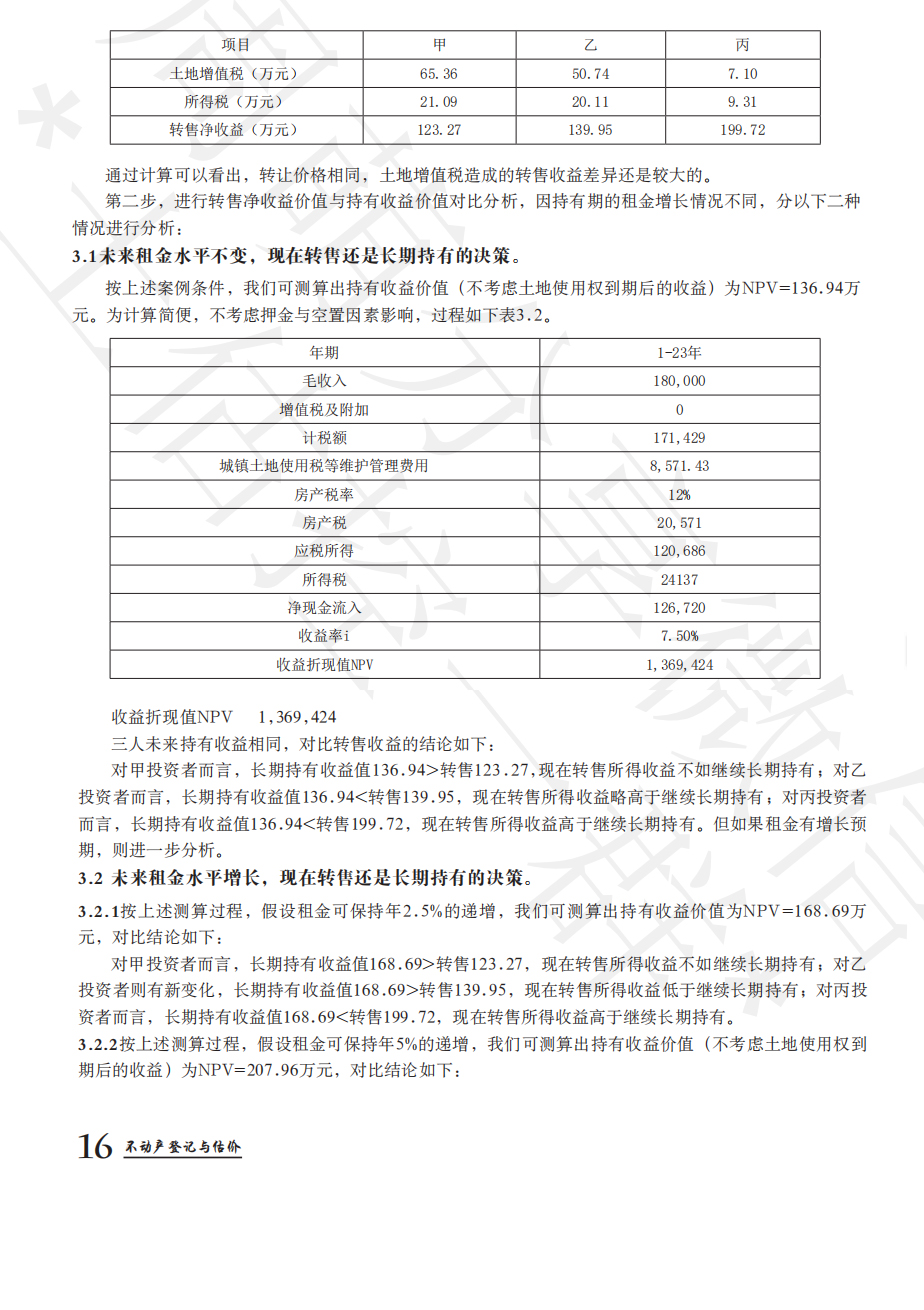 项目 甲 乙 丙
土地增值税（万元） 65.36 50.74 7.10
所得税（万元） 21.09 20.11 9.31
转售净收益（万元） 123.27 139.95 199.72
通过计算可以看出，转让价格相同，土地增值税造成的转售收益差异还是较大的。
第二步，进行转售净收益价值与持有收益价值对比分析，因持有期的租金增长情况不同，分以下二种
情况进行分析：
3.1未来租金水平不变，现在转售还是长期持有的决策。
按上述案例条件，我们可测算出持有收益价值（不考虑土地使用权到期后的收益）为NPV=136.94万
元。为计算简便，不考虑押金与空置因素影响，过程如下表3.2。
年期 1-23年
毛收入 180,000
增值税及附加 0
计税额 171,429
城镇土地使用税等维护管理费用 8,571.43
房产税率 12%
房产税 20,571
应税所得 120,686
所得税 24137
净现金流入 126,720
收益率i 7.50%
收益折现值NPV 1,369,424
收益折现值NPV 1,369,424
三人未来持有收益相同，对比转售收益的结论如下：
对甲投资者而言，长期持有收益值136.94>转售123.27,现在转售所得收益不如继续长期持有；对乙
投资者而言，长期持有收益值136.94<转售139.95，现在转售所得收益略高于继续长期持有；对丙投资者
而言，长期持有收益值136.94<转售199.72，现在转售所得收益高于继续长期持有。但如果租金有增长预
期，则进一步分析。
3.2 未来租金水平增长，现在转售还是长期持有的决策。
3.2.1按上述测算过程，假设租金可保持年2.5%的递增，我们可测算出持有收益价值为NPV=168.69万
元，对比结论如下：
对甲投资者而言，长期持有收益值168.69>转售123.27，现在转售所得收益不如继续长期持有；对乙
投资者则有新变化，长期持有收益值168.69>转售139.95，现在转售所得收益低于继续长期持有；对丙投
资者而言，长期持有收益值168.69<转售199.72，现在转售所得收益高于继续长期持有。
3.2.2按上述测算过程，假设租金可保持年5%的递增，我们可测算出持有收益价值（不考虑土地使用权到
期后的收益）为NPV=207.96万元，对比结论如下：
16 不动产登记与估价